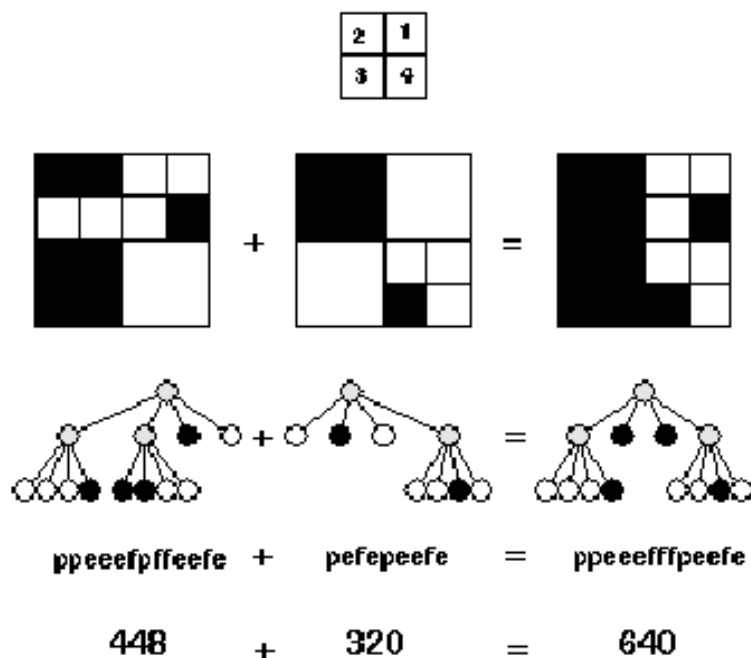 2 1
3 4
+ =
+ =
ppeeefpffeefe + pefepeefe = ppeeefffpeefe
448 + 320 = 640